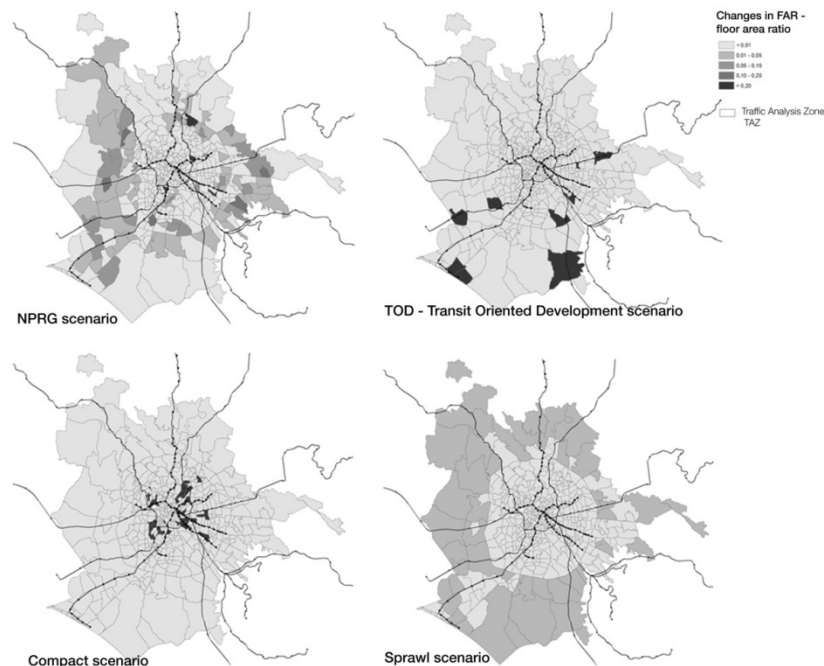 Changes in FAR -
floor area ratio
< 0,01
0,01 - 0,05
0,05 - 0,10
0,10 - 0,20
> 0,20
Traffic Analysis Zone
TAZ
NPRG scenario
TOD - Transit Oriented Development scenario
Compact scenario
Sprawl scenario